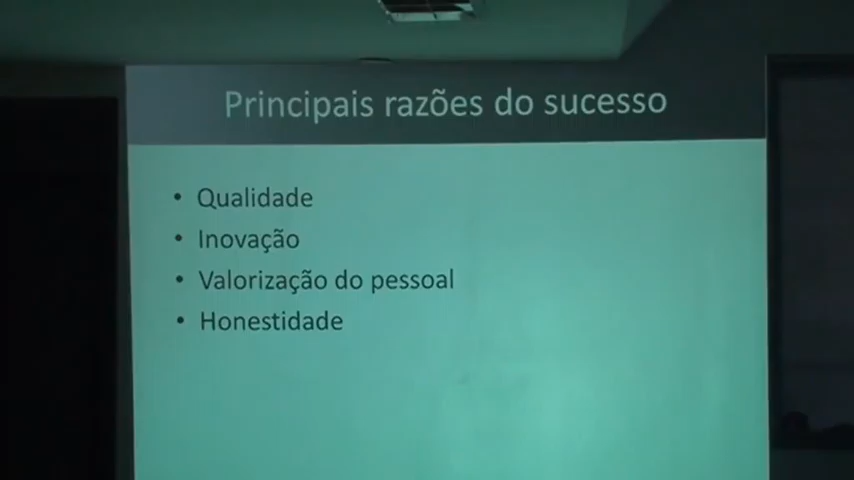 Principais razões do sucesso
• Qualidade
• Inovação
• Valorização do pessoal
• Honestidade